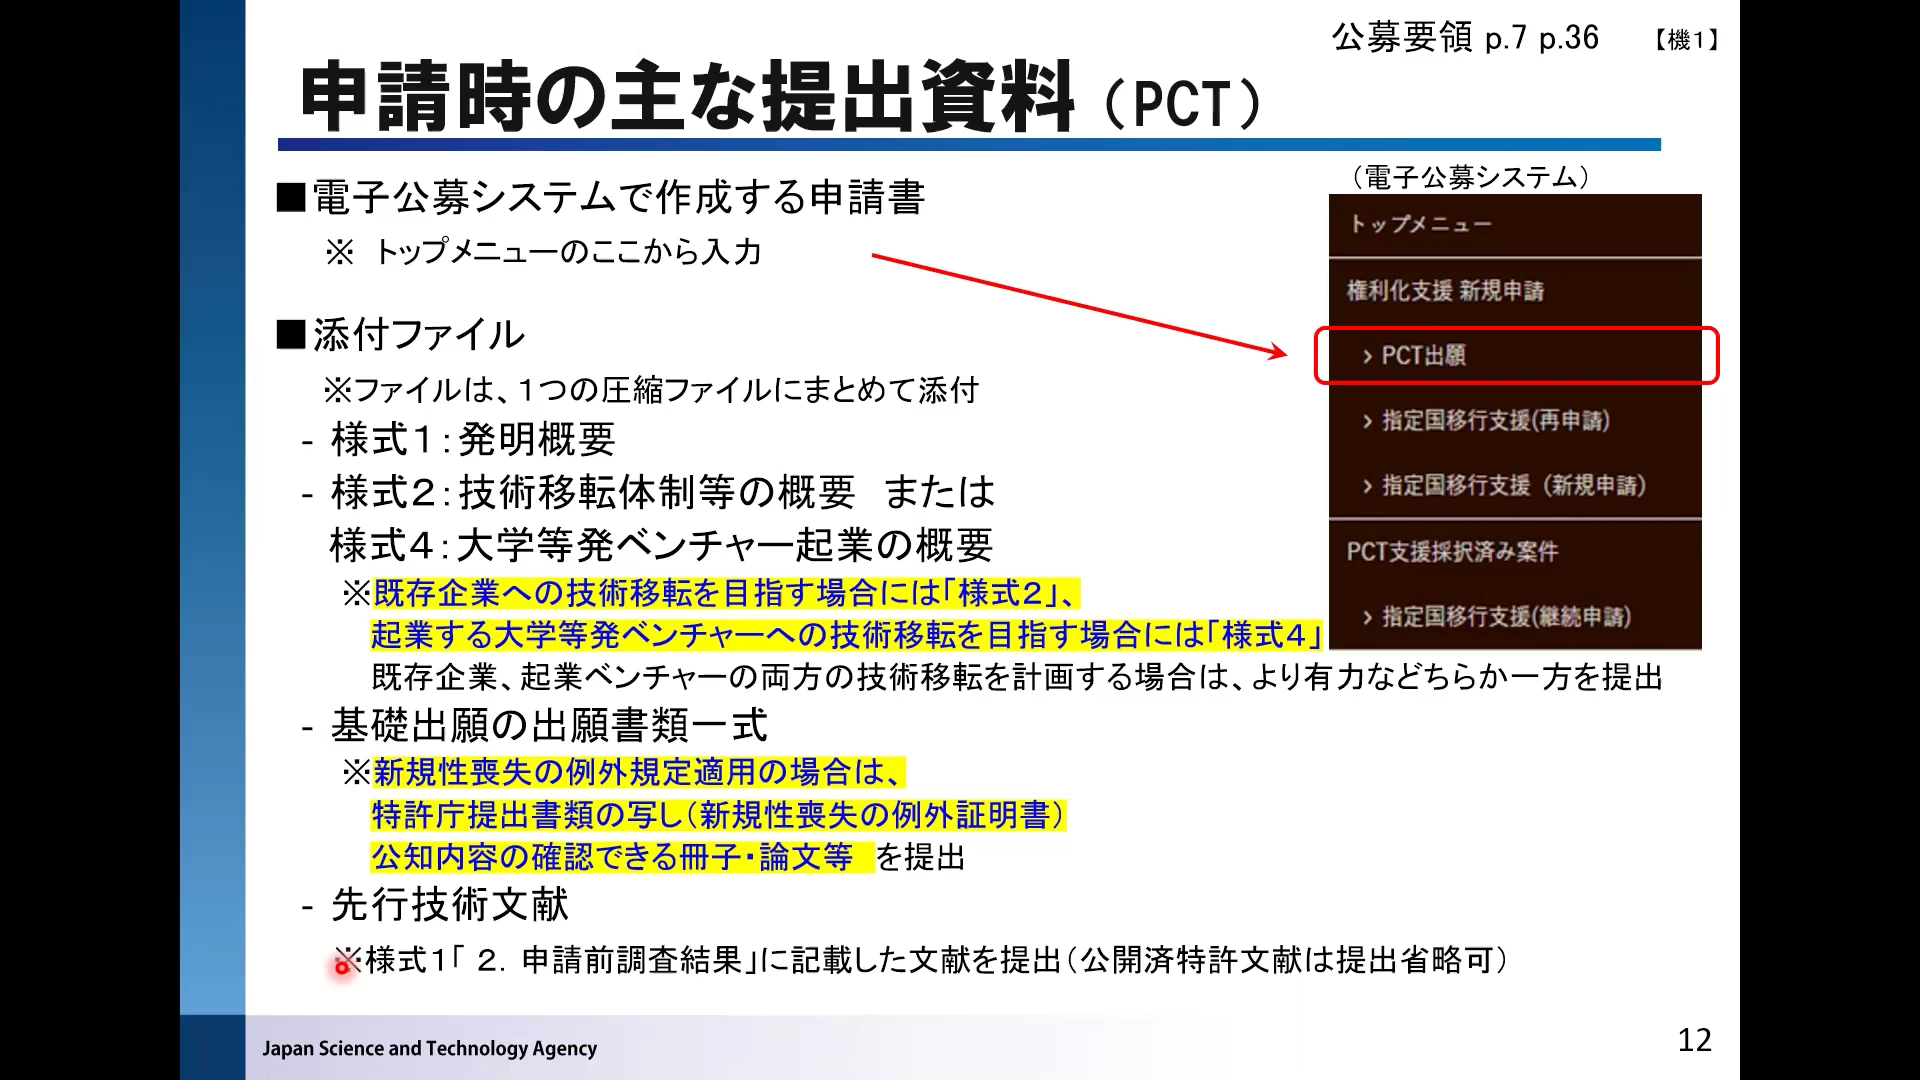 公募要領 p.7 p.36 【機1】
申請時の主な提出資料（PCT）
■電子公募システムで作成する申請書
※ トップメニューのここから入力
■添付ファイル
※ファイルは、１つの圧縮ファイルにまとめて添付
- 様式１：発明概要
- 様式２：技術移転体制等の概要　または
様式４：大学等発ベンチャー起業の概要
※既存企業への技術移転を目指す場合には「様式２」、
起業する大学等発ベンチャーへの技術移転を目指す場合には「様式４」
既存企業、起業ベンチャーの両方の技術移転を計画する場合は、より有力などちらか一方を提出
- 基礎出願の出願書類一式
※新規性喪失の例外規定適用の場合は、
特許庁提出書類の写し（新規性喪失の例外証明書）
公知内容の確認できる冊子・論文等　を提出
- 先行技術文献
※様式１「２．申請前調査結果」に記載した文献を提出（公開済特許文献は提出省略可）
（電子公募システム）
トップメニュー
権利化支援 新規申請
› PCT出願
› 指定国移行支援(再申請)
› 指定国移行支援（新規申請)
PCT支援採択済み案件
› 指定国移行支援(継続申請)
Japan Science and Technology Agency
12